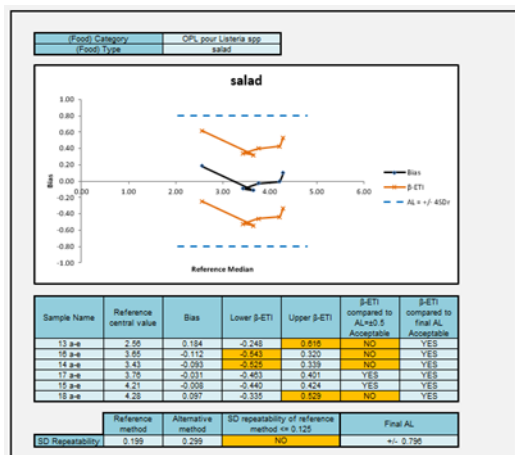 (Food) Category OPL pour Listeria spp
(Food) Type salad
salad
1.00
0.80
0.60
0.40
0.20
0.00
-0.20
-0.40
-0.60
-0.80
-1.00
0.00 1.00 2.00 3.00 4.00 5.00 6.00
Bias
Reference Median
Bias
β-ETI
AL = +/- 4SDr
Sample Name Reference central value Bias Lower β-ETI Upper β-ETI β-ETI compared to AL=±0.5 Acceptable β-ETI compared to final AL Acceptable
13 a-e 2.56 0.184 -0.248 0.616 NO YES
16 a-e 3.65 -0.112 -0.543 0.320 NO YES
14 a-e 3.43 -0.093 -0.525 0.339 NO YES
17 a-e 3.76 -0.031 -0.463 0.401 YES YES
15 a-e 4.21 -0.008 -0.440 0.424 YES YES
18 a-e 4.28 0.097 -0.335 0.529 NO YES
Reference method Alternative method SD repeatability of reference method <= 0.125 Final AL
SD Repeatability 0.199 0.299 NO +/- 0.796